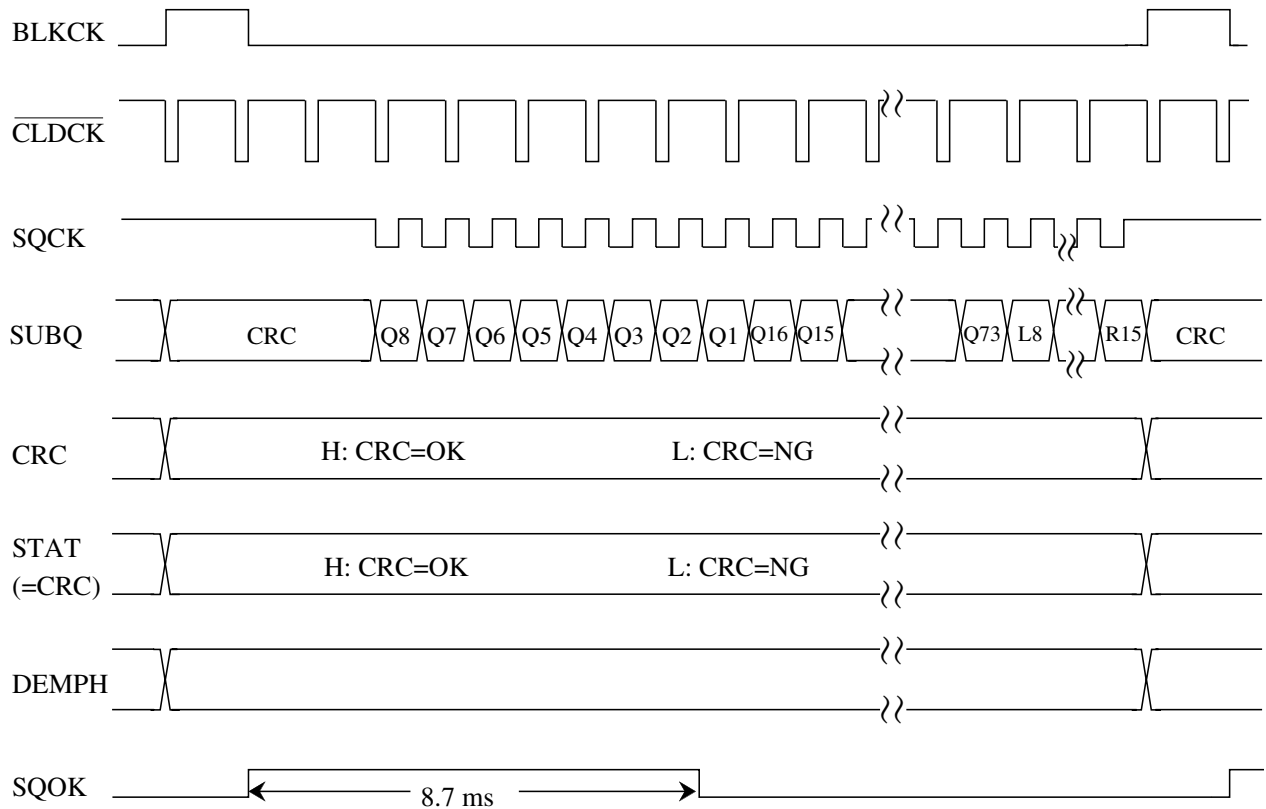 BLKCK
CLDCK
SQCK
SUBQ CRC Q8 Q7 Q6 Q5 Q4 Q3 Q2 Q1 Q16 Q15 Q73 L8 R15 CRC
CRC H: CRC=OK L: CRC=NG
STAT
(=CRC) H: CRC=OK L: CRC=NG
DEMPH
SQOK 8.7 ms